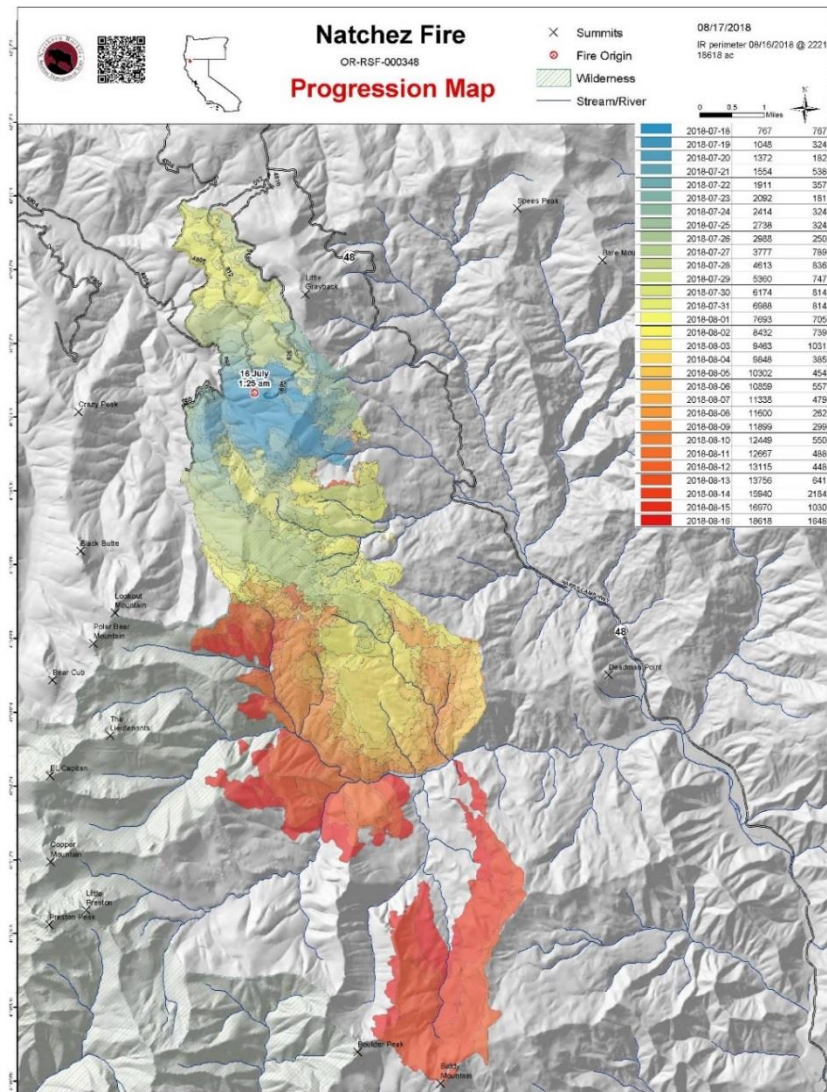 Natchez Fire
OR-RSF-000348
Progression Map
Summits
Fire Origin
Wilderness
Stream/River
08/17/2018
IR perimeter 08/16/2018 @ 2221
18618 ac
N
0 0.5 1
Miles
2018-07-18 767 767
2018-07-19 1048 324
2018-07-20 1372 182
2018-07-21 1554 538
2018-07-22 1911 357
2018-07-23 2092 181
2018-07-24 2414 324
2018-07-25 2738 324
2018-07-26 2988 250
2018-07-27 3777 789
2018-07-28 4613 838
2018-07-29 5360 747
2018-07-30 6174 814
2018-07-31 6988 814
2018-08-01 7693 705
2018-08-02 8432 739
2018-08-03 9463 1031
2018-08-04 9848 385
2018-08-05 10302 454
2018-08-06 10859 557
2018-08-07 11338 479
2018-08-08 11600 262
2018-08-09 11899 299
2018-08-10 12449 550
2018-08-11 12667 488
2018-08-12 13115 448
2018-08-13 13756 641
2018-08-14 15940 2184
2018-08-15 16970 1030
2018-08-16 18618 1648
Spees Peak
48
Little
Grayback
16 July
1:25 am
Crazy Peak
Black Butte
Lookout
Mountain
Polar Bear
Mountain
48
Bear Cub
Deadman Point
The
Lieutenants
EL Capitan
Copper
Mountain
Little
Preston
Preston Peak
Boulder Peak
Baldy
Mountain